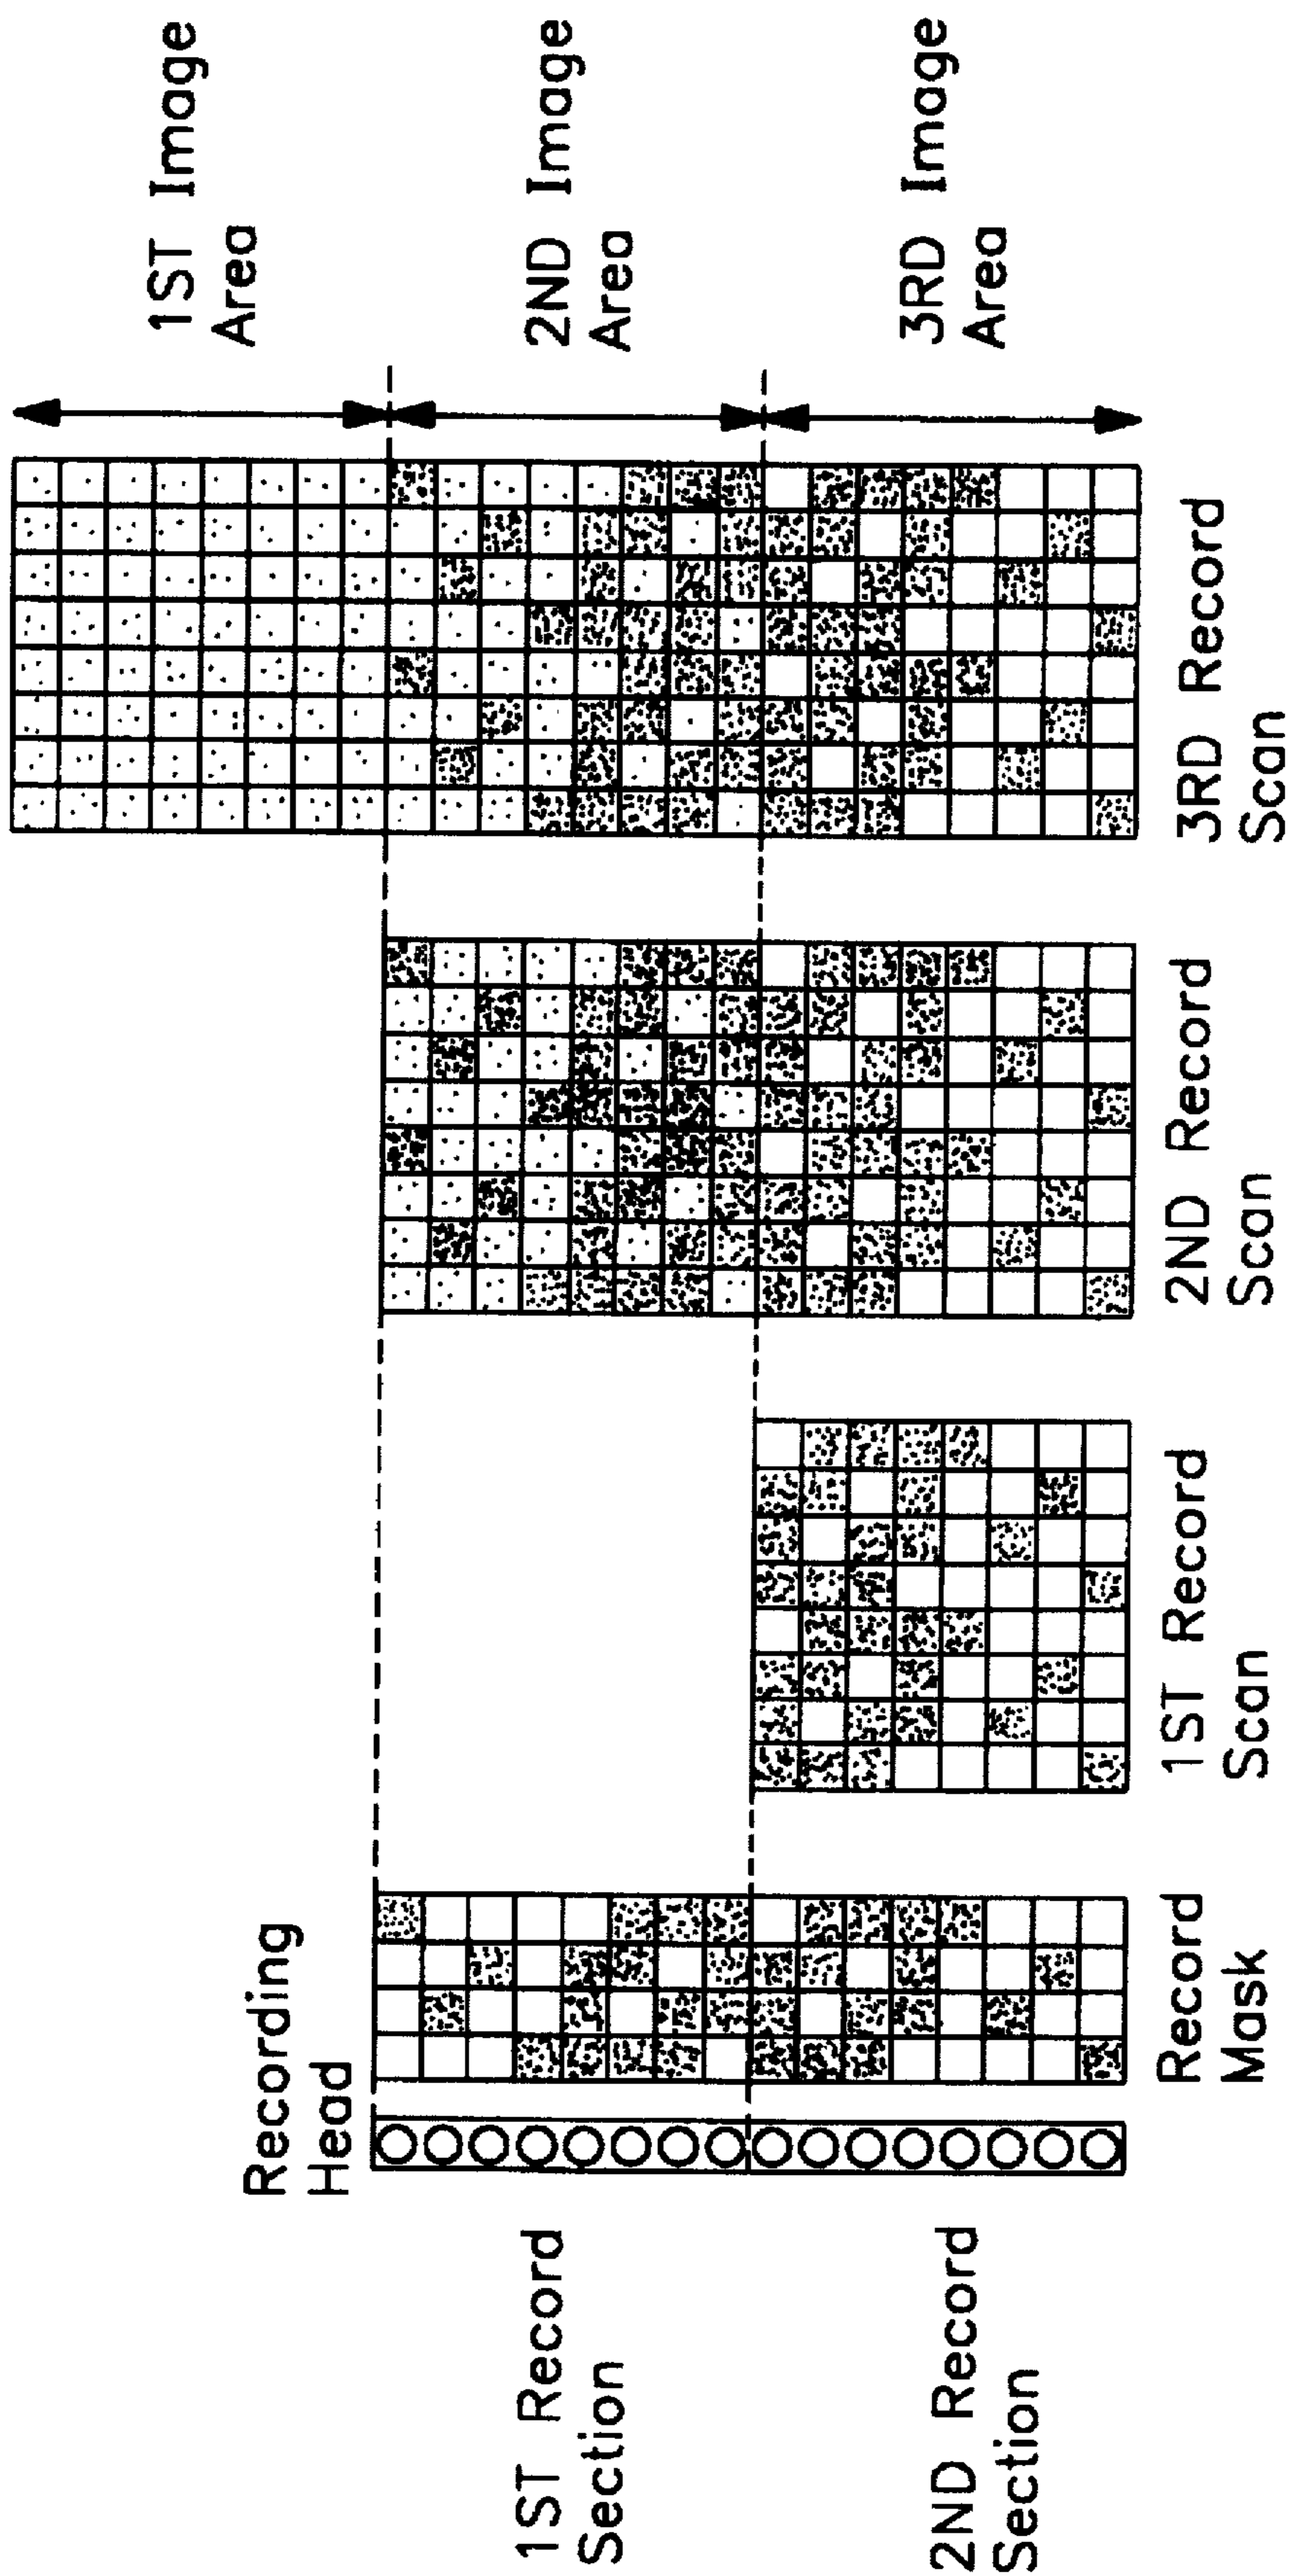 Recording
Head
1ST Record
Section
2ND Record
Section
Record
Mask
1ST Record
Scan
2ND Record
Scan
3RD Record
Scan
1ST Image
Area
2ND Image
Area
3RD Image
Area